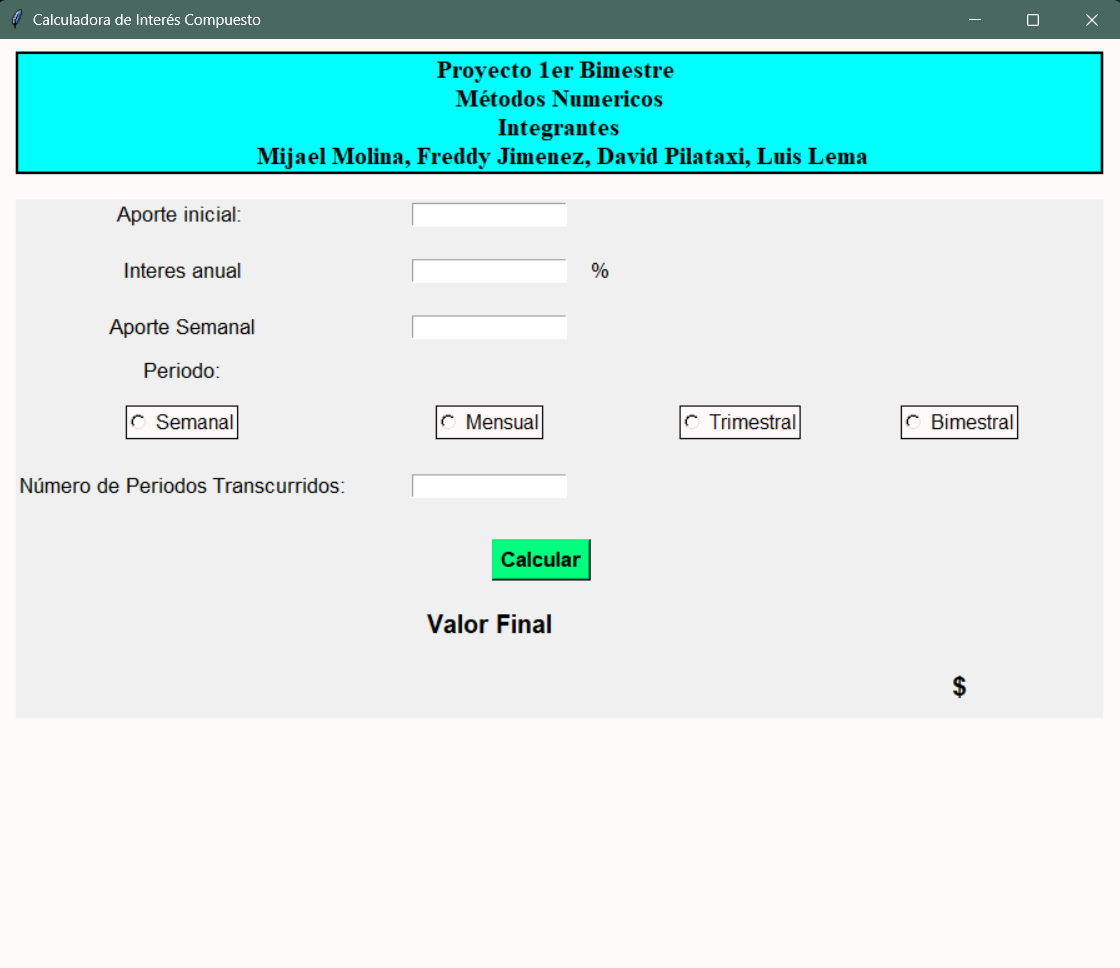 Calculadora de Interés Compuesto
Proyecto 1er Bimestre
Métodos Numericos
Integrantes
Mijael Molina, Freddy Jimenez, David Pilataxi, Luis Lema
Aporte inicial:
Interes anual %
Aporte Semanal
Periodo:
Semanal Mensual Trimestral Bimestral
Número de Periodos Transcurridos:
Calcular
Valor Final
$